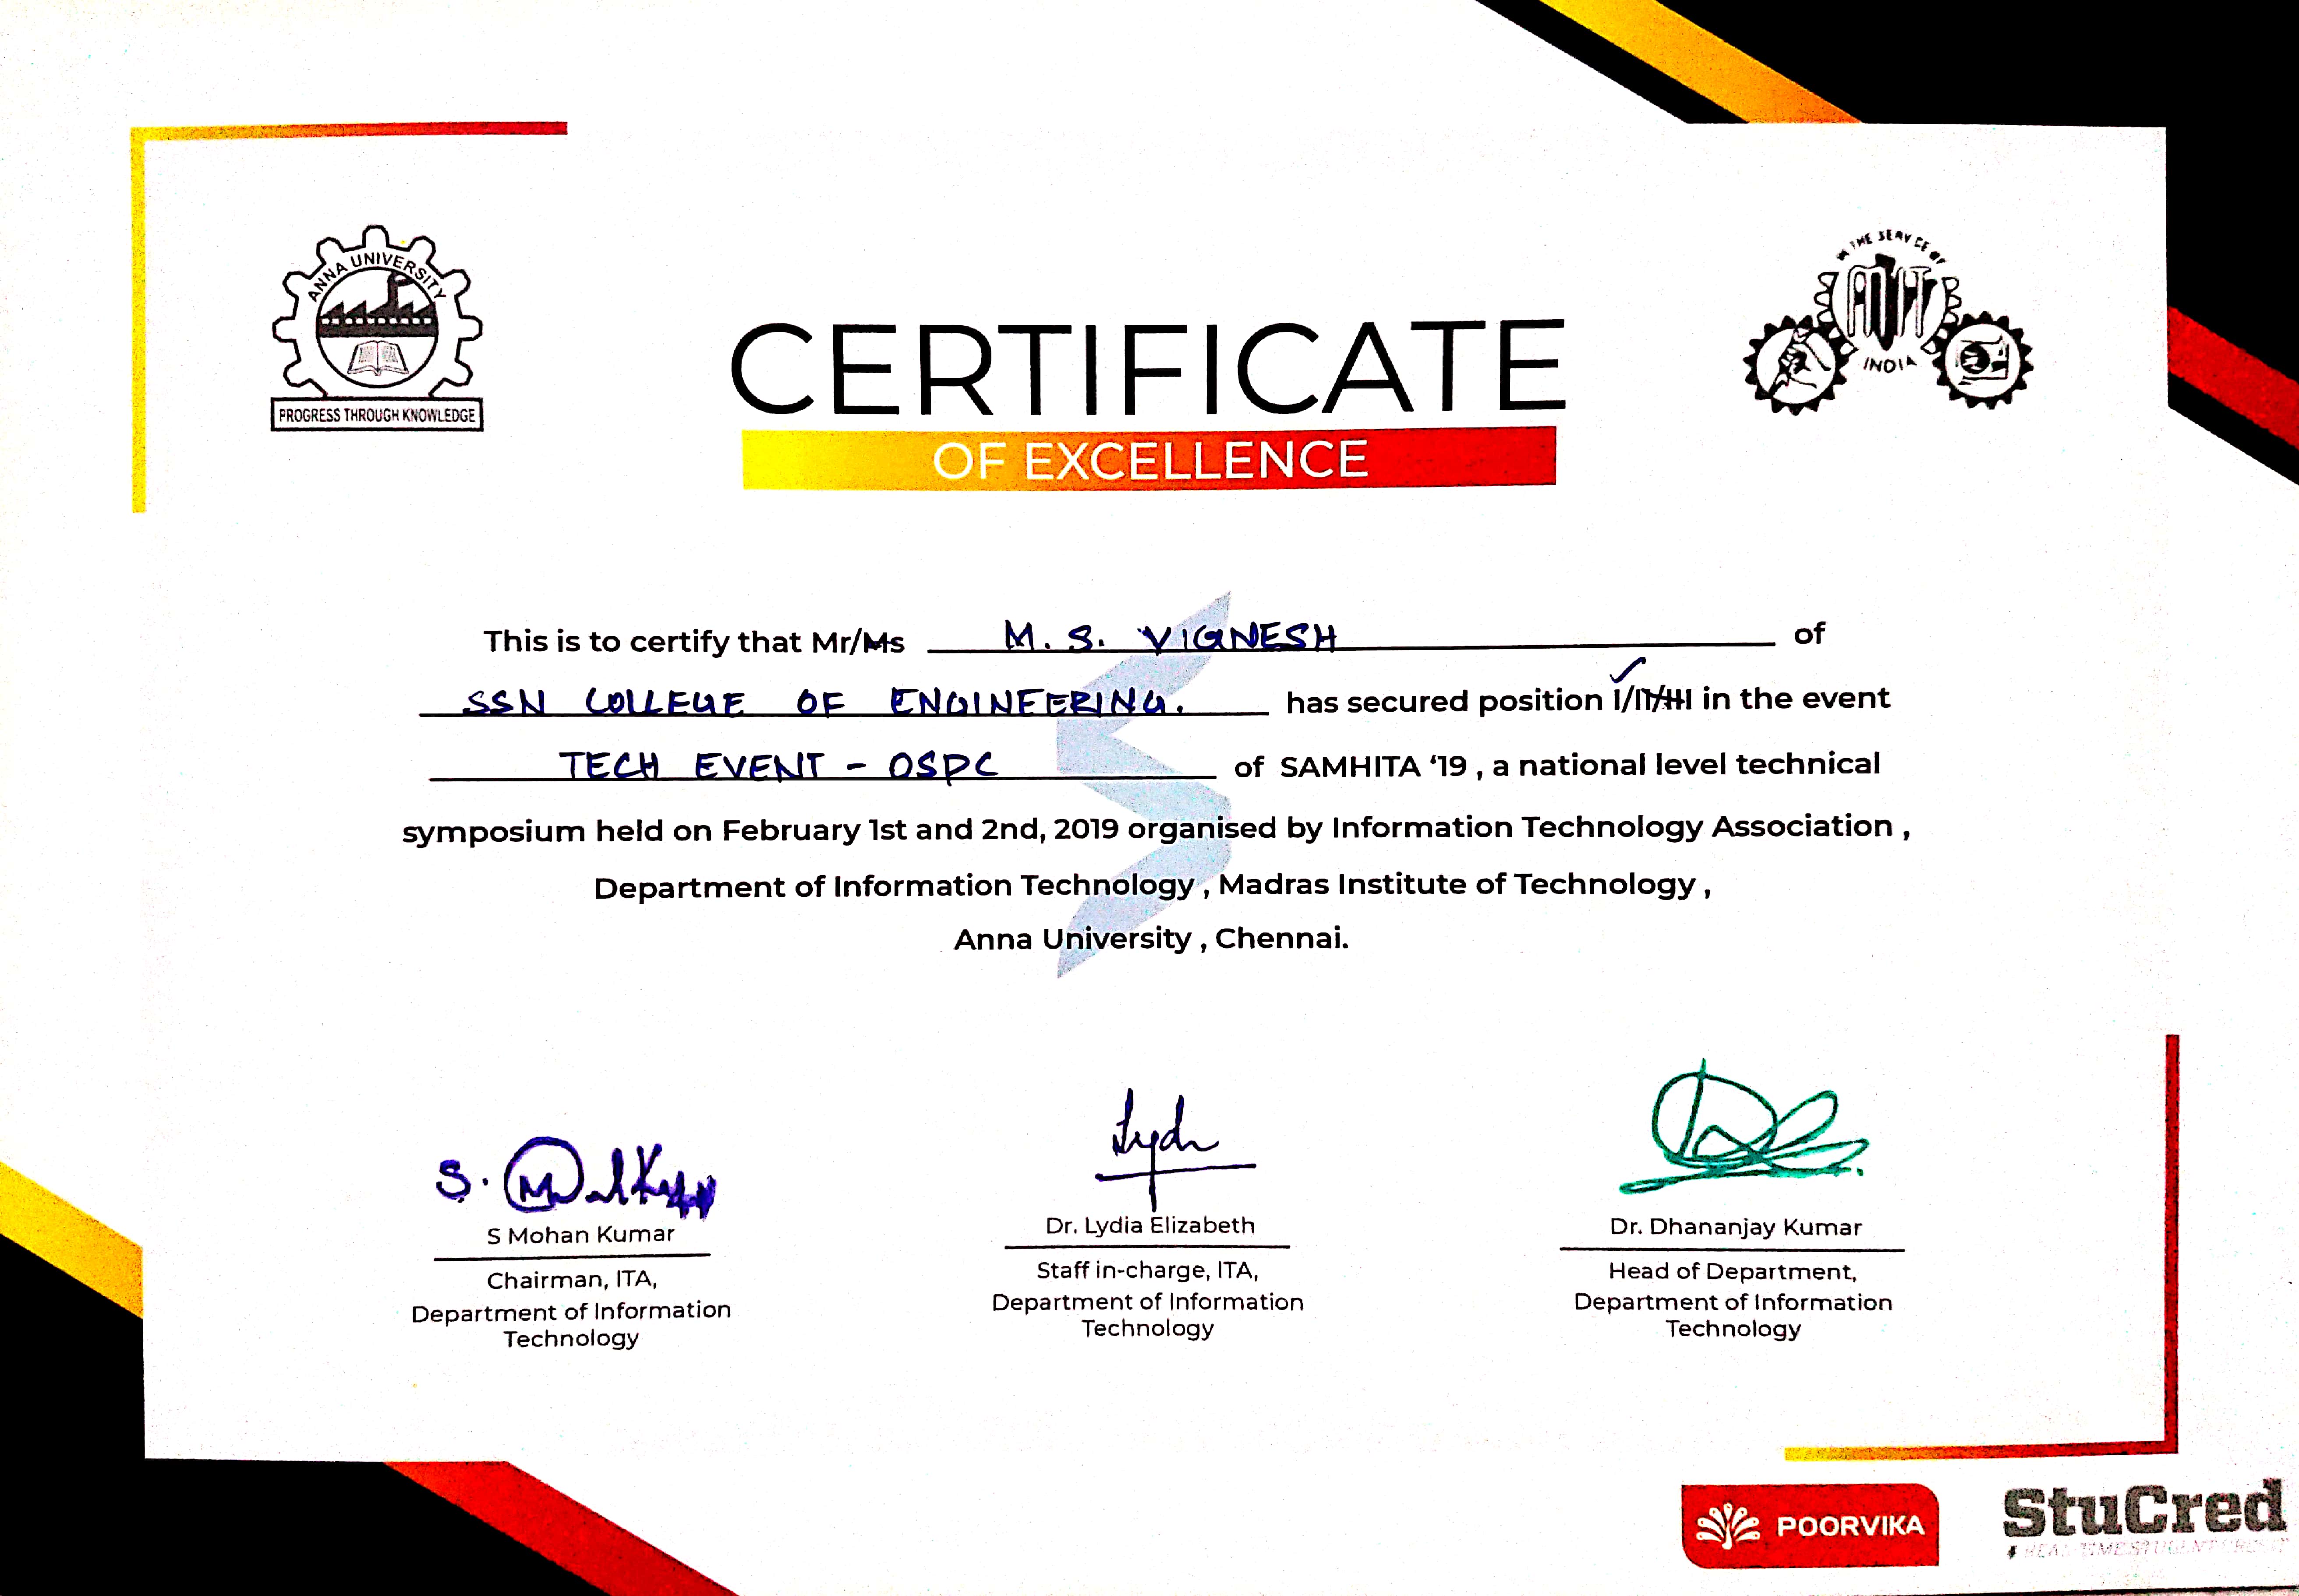 ANNA UNIVERSITY
PROGRESS THROUGH KNOWLEDGE
IN THE SERVICE OF
MIT
INDIA
CERTIFICATE
OF EXCELLENCE
This is to certify that Mr/Ms M. S. VIGNESH of
SSN COLLEGE OF ENGINEERING. has secured position I/II/III in the event
TECH EVENT - OSPC of SAMHITA ‘19 , a national level technical
symposium held on February 1st and 2nd, 2019 organised by Information Technology Association ,
Department of Information Technology , Madras Institute of Technology ,
Anna University , Chennai.
S Mohan Kumar
Chairman, ITA,
Department of Information
Technology
Dr. Lydia Elizabeth
Staff in-charge, ITA,
Department of Information
Technology
Dr. Dhananjay Kumar
Head of Department,
Department of Information
Technology
POORVIKA
StuCred